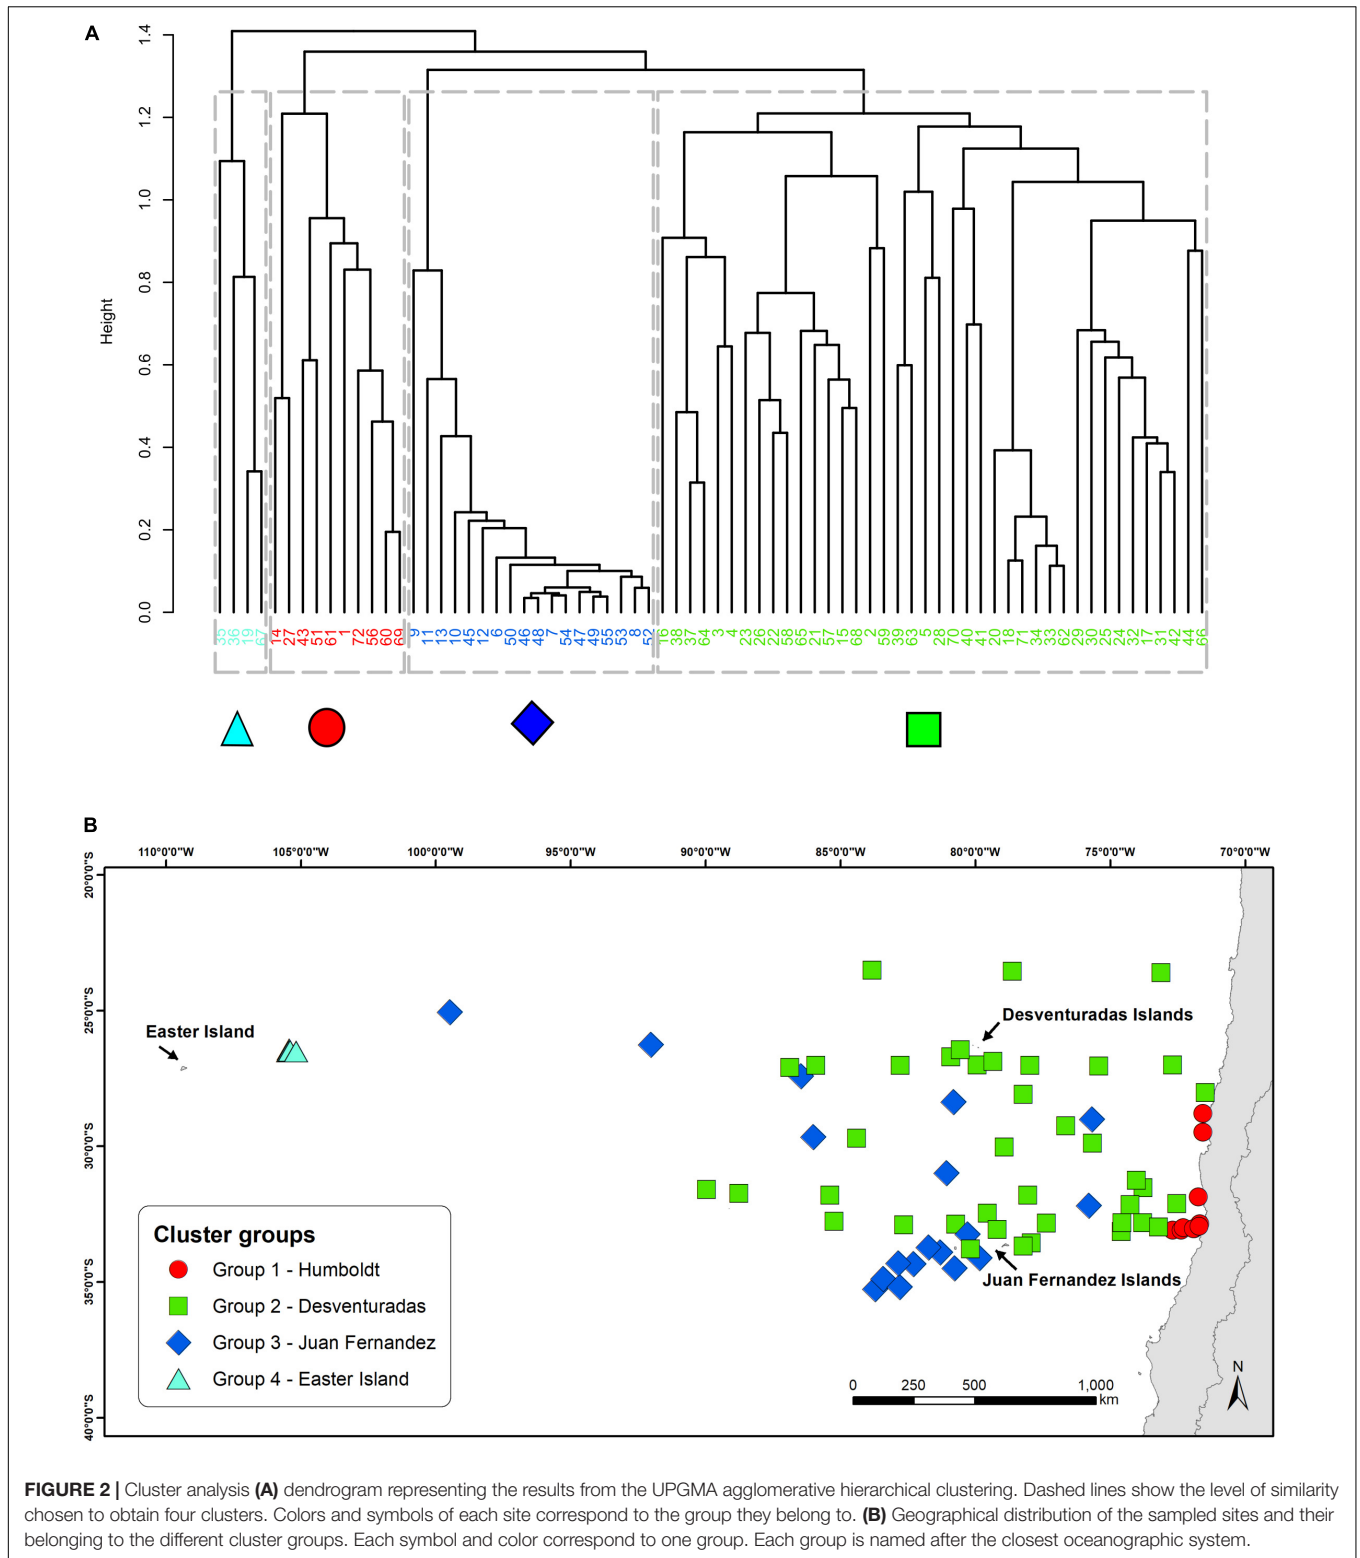 A
1.4
1.2
1.0
0.8
0.6
0.4
0.2
0.0
Height
35 36 19 67 14 27 43 51 61 1 72 56 60 69 9 11 13 10 45 12 6 50 46 48 7 54 47 49 55 53 8 52 16 38 37 64 3 4 23 26 22 58 65 21 57 15 68 2 59 39 63 5 28 70 40 41 20 18 71 34 33 62 29 30 25 24 32 17 31 42 44 66
B
110°0'0"W 105°0'0"W 100°0'0"W 95°0'0"W 90°0'0"W 85°0'0"W 80°0'0"W 75°0'0"W 70°0'0"W
20°0'0"S
25°0'0"S
30°0'0"S
35°0'0"S
40°0'0"S
Desventuradas Islands
Easter Island
Juan Fernandez Islands
Cluster groups
Group 1 - Humboldt
Group 2 - Desventuradas
Group 3 - Juan Fernandez
Group 4 - Easter Island
N
0 250 500 1,000
km
FIGURE 2 | Cluster analysis (A) dendrogram representing the results from the UPGMA agglomerative hierarchical clustering. Dashed lines show the level of similarity
chosen to obtain four clusters. Colors and symbols of each site correspond to the group they belong to. (B) Geographical distribution of the sampled sites and their
belonging to the different cluster groups. Each symbol and color correspond to one group. Each group is named after the closest oceanographic system.